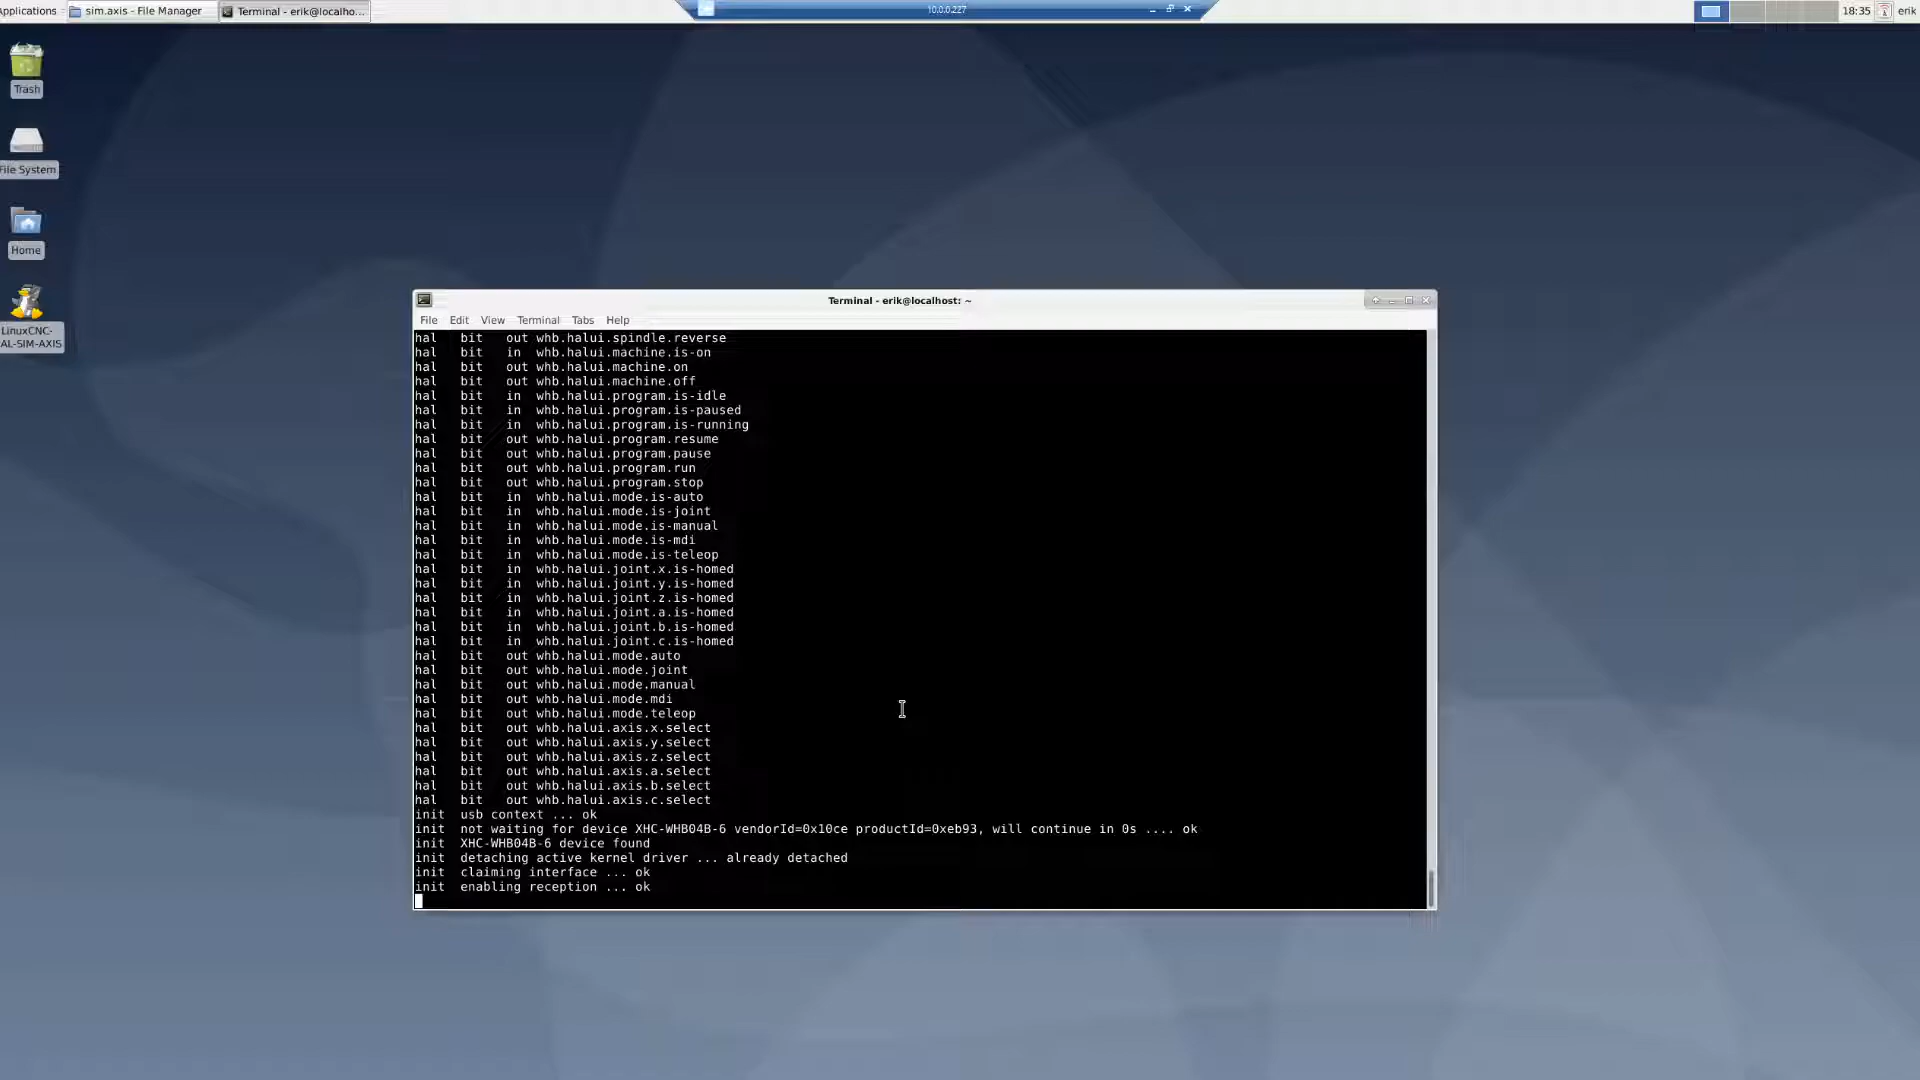 Applications
sim.axis - File Manager
Terminal - erik@localho...
10.0.0.227
18:35
erik
Trash
File System
Home
LinuxCNC-
AL-SIM-AXIS
Terminal - erik@localhost: ~
File Edit View Terminal Tabs Help
hal bit out whb.halui.spindle.reverse
hal bit in whb.halui.machine.is-on
hal bit out whb.halui.machine.on
hal bit out whb.halui.machine.off
hal bit in whb.halui.program.is-idle
hal bit in whb.halui.program.is-paused
hal bit in whb.halui.program.is-running
hal bit out whb.halui.program.resume
hal bit out whb.halui.program.pause
hal bit out whb.halui.program.run
hal bit out whb.halui.program.stop
hal bit in whb.halui.mode.is-auto
hal bit in whb.halui.mode.is-joint
hal bit in whb.halui.mode.is-manual
hal bit in whb.halui.mode.is-mdi
hal bit in whb.halui.mode.is-teleop
hal bit in whb.halui.joint.x.is-homed
hal bit in whb.halui.joint.y.is-homed
hal bit in whb.halui.joint.z.is-homed
hal bit in whb.halui.joint.a.is-homed
hal bit in whb.halui.joint.b.is-homed
hal bit in whb.halui.joint.c.is-homed
hal bit out whb.halui.mode.auto
hal bit out whb.halui.mode.joint
hal bit out whb.halui.mode.manual
hal bit out whb.halui.mode.mdi
hal bit out whb.halui.mode.teleop
hal bit out whb.halui.axis.x.select
hal bit out whb.halui.axis.y.select
hal bit out whb.halui.axis.z.select
hal bit out whb.halui.axis.a.select
hal bit out whb.halui.axis.b.select
hal bit out whb.halui.axis.c.select
init usb context ... ok
init not waiting for device XHC-WHB04B-6 vendorId=0x10ce productId=0xeb93, will continue in 0s .... ok
init XHC-WHB04B-6 device found
init detaching active kernel driver ... already detached
init claiming interface ... ok
init enabling reception ... ok